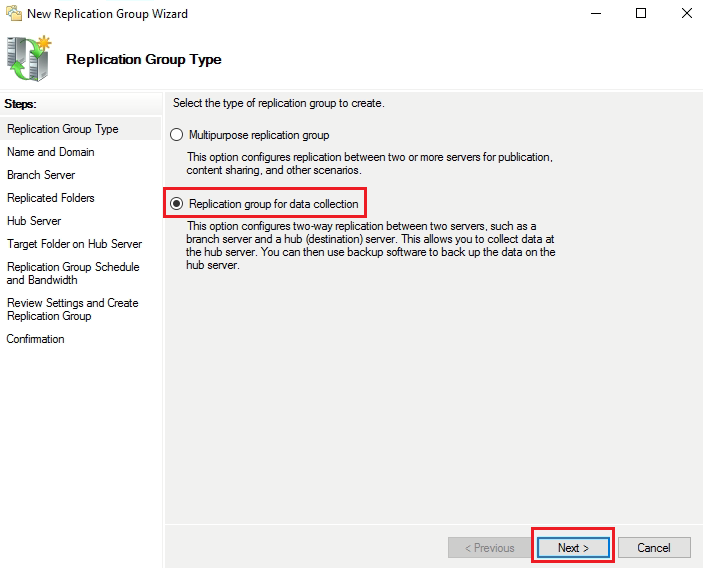 New Replication Group Wizard
Replication Group Type
Steps:
Replication Group Type
Name and Domain
Branch Server
Replicated Folders
Hub Server
Target Folder on Hub Server
Replication Group Schedule
and Bandwidth
Review Settings and Create
Replication Group
Confirmation
Select the type of replication group to create.
Multipurpose replication group
This option configures replication between two or more servers for publication,
content sharing, and other scenarios.
Replication group for data collection
This option configures two-way replication between two servers, such as a
branch server and a hub (destination) server. This allows you to collect data at
the hub server. You can then use backup software to back up the data on the
hub server.
< Previous
Next >
Cancel